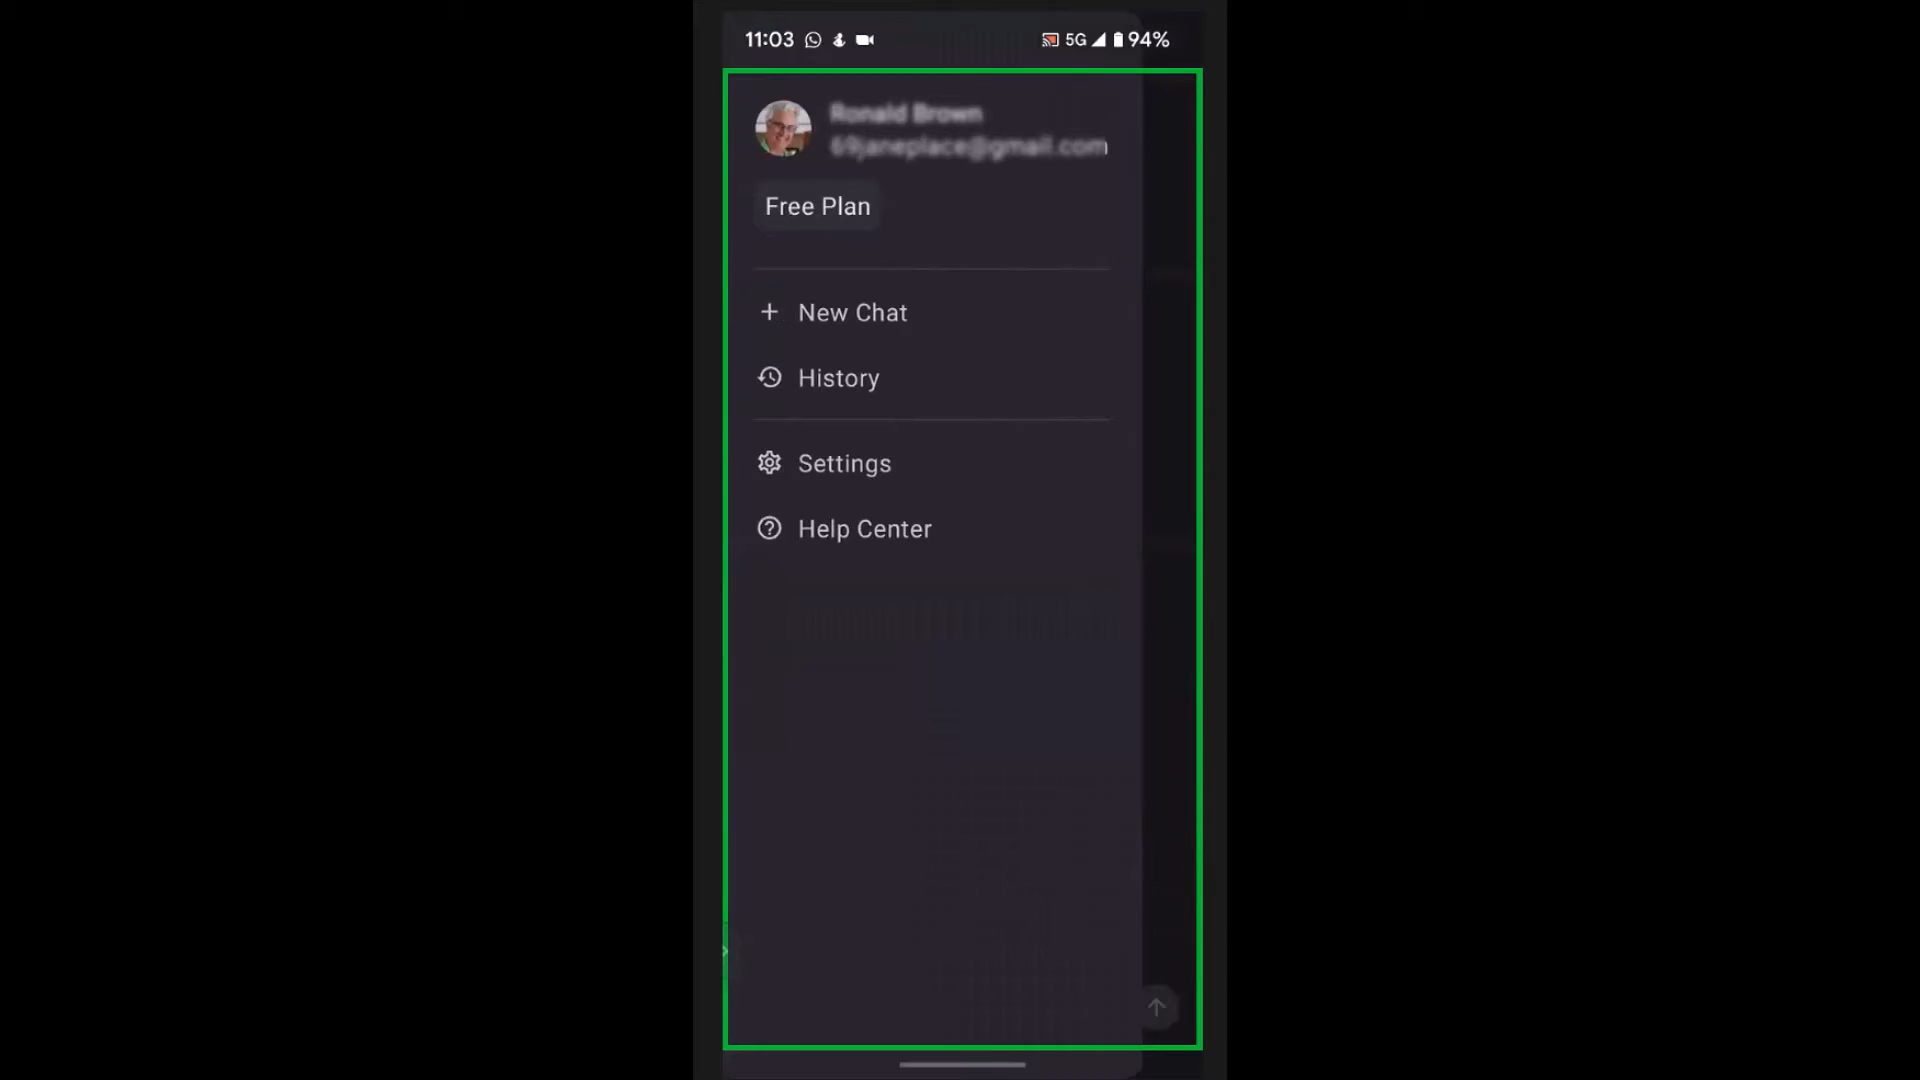 11:03 5G 94%
Ronald Brown
69janeplace@gmail.com
Free Plan
New Chat
History
Settings
Help Center